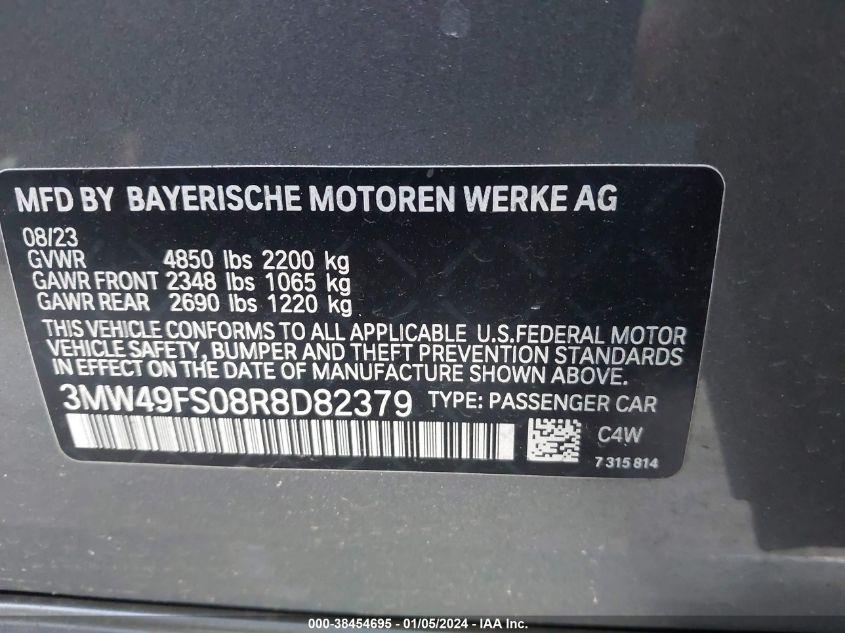 MFD BY BAYERISCHE MOTOREN WERKE AG
08/23
GVWR 4850 lbs 2200 kg
GAWR FRONT 2348 lbs 1065 kg
GAWR REAR 2690 lbs 1220 kg
THIS VEHICLE CONFORMS TO ALL APPLICABLE U.S.FEDERAL MOTOR
VEHICLE SAFETY, BUMPER AND THEFT PREVENTION STANDARDS
IN EFFECT ON THE DATE OF MANUFACTURE SHOWN ABOVE.
3MW49FS08R8D82379 TYPE: PASSENGER CAR
C4W
7 315 814
000-38454695 - 01/05/2024 - IAA Inc.